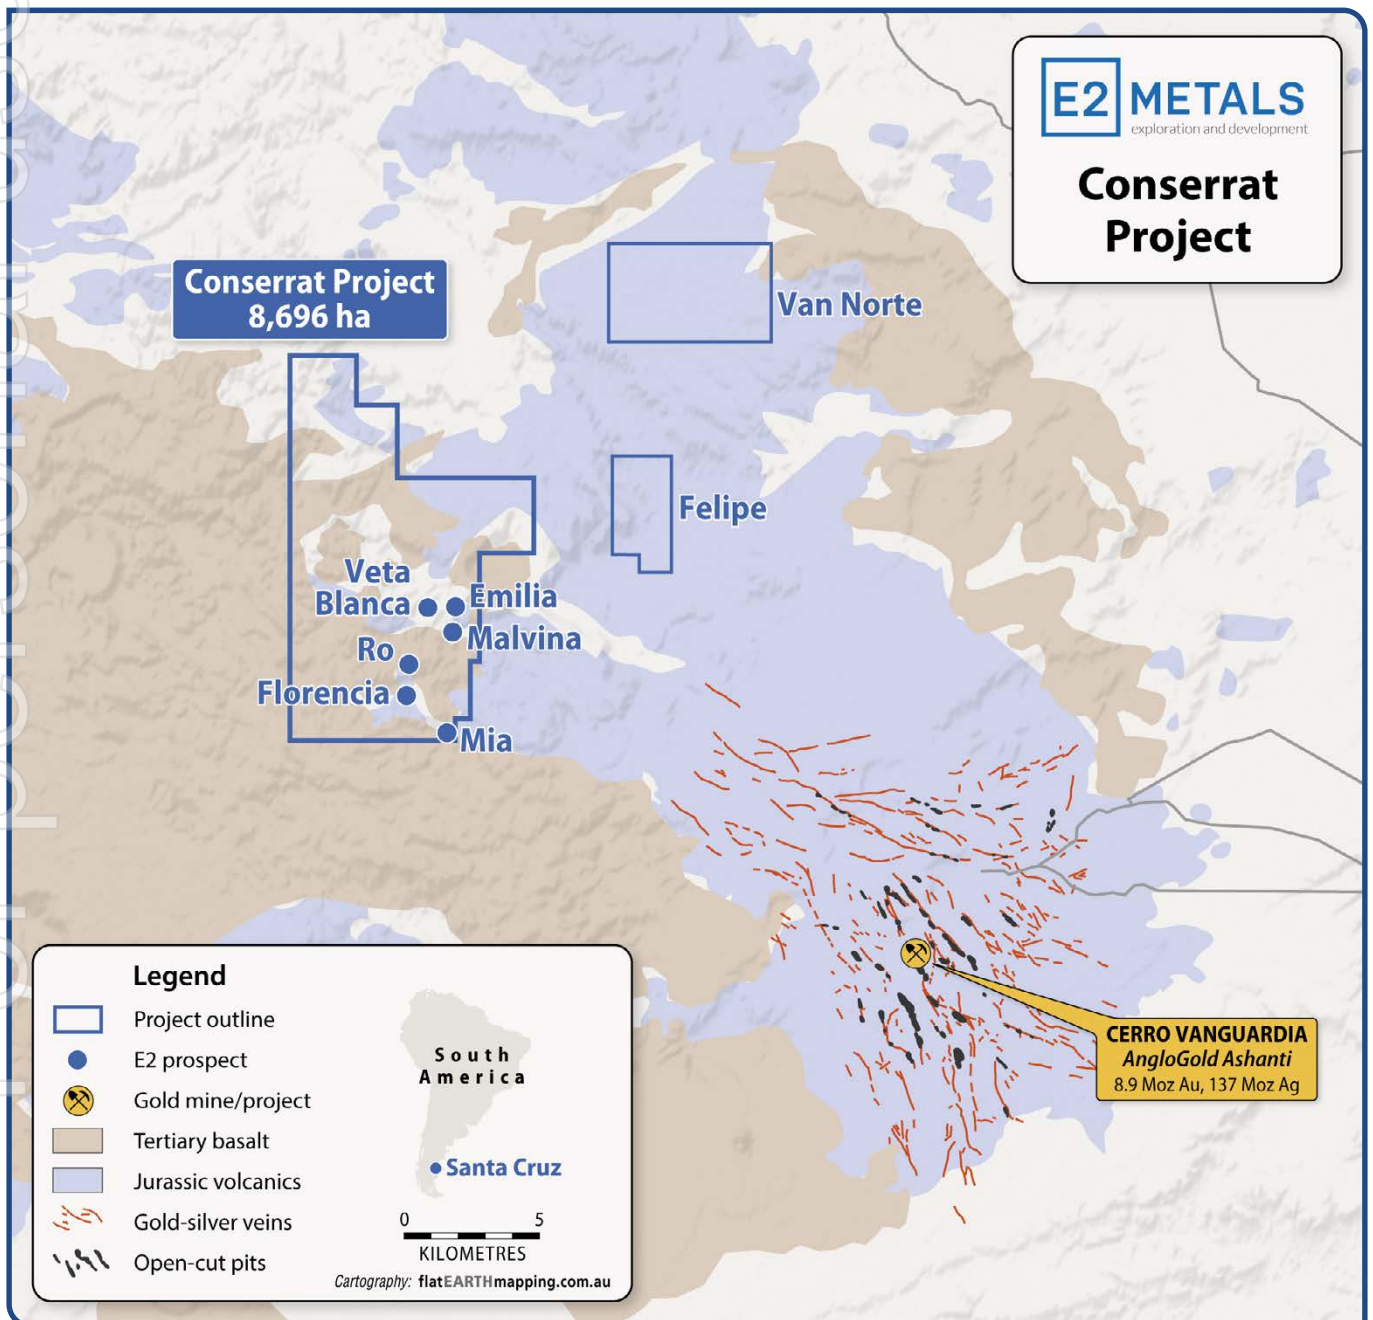 E2 METALS
exploration and development
Conserrat
Project
Conserrat Project
8,696 ha
Van Norte
Felipe
Veta
Blanca
Emilia
Malvina
Ro
Florencia
Mia
CERRO VANGUARDIA
AngloGold Ashanti
8.9 Moz Au, 137 Moz Ag
Legend
Project outline
E2 prospect
Gold mine/project
Tertiary basalt
Jurassic volcanics
Gold-silver veins
Open-cut pits
South
America
Santa Cruz
0 5
KILOMETRES
Cartography: flatEARTHmapping.com.au